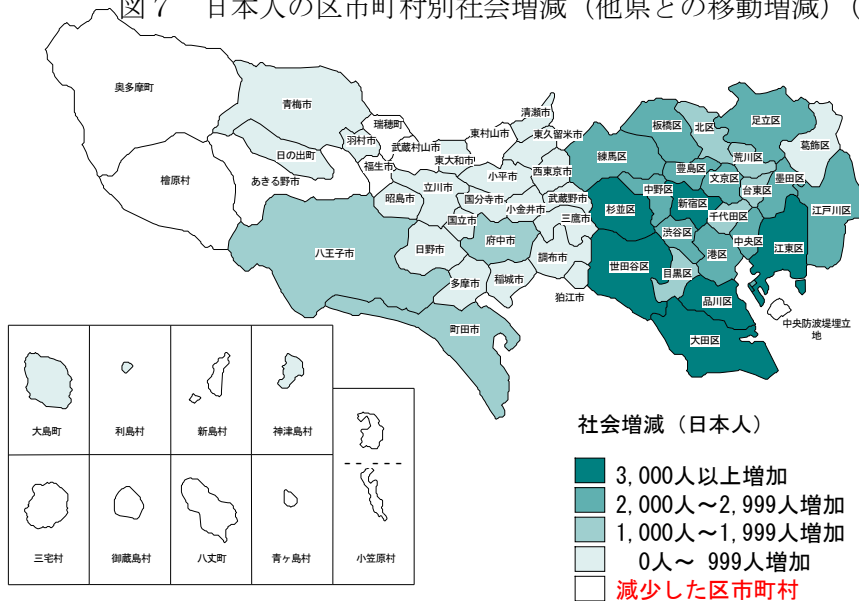 図7 日本人の区市町村別社会増減（他県との移動増減）（
奥多摩町
青梅市
瑞穂町
羽村市
武蔵村山市
東村山市
清瀬市
東久留米市
日の出町
福生市
東大和市
檜原村
あきる野市
昭島市
立川市
小平市
西東京市
国分寺市
小金井市
武蔵野市
国立市
三鷹市
八王子市
日野市
府中市
調布市
多摩市
稲城市
狛江市
町田市
板橋区
北区
足立区
練馬区
豊島区
荒川区
葛飾区
文京区
墨田区
台東区
中野区
新宿区
杉並区
千代田区
江戸川区
渋谷区
中央区
江東区
世田谷区
目黒区
港区
品川区
大田区
中央防波堤埋立
地
大島町
利島村
新島村
神津島村
三宅村
御蔵島村
八丈町
青ヶ島村
小笠原村
社会増減（日本人）
3,000人以上増加
2,000人～2,999人増加
1,000人～1,999人増加
0人～ 999人増加
減少した区市町村